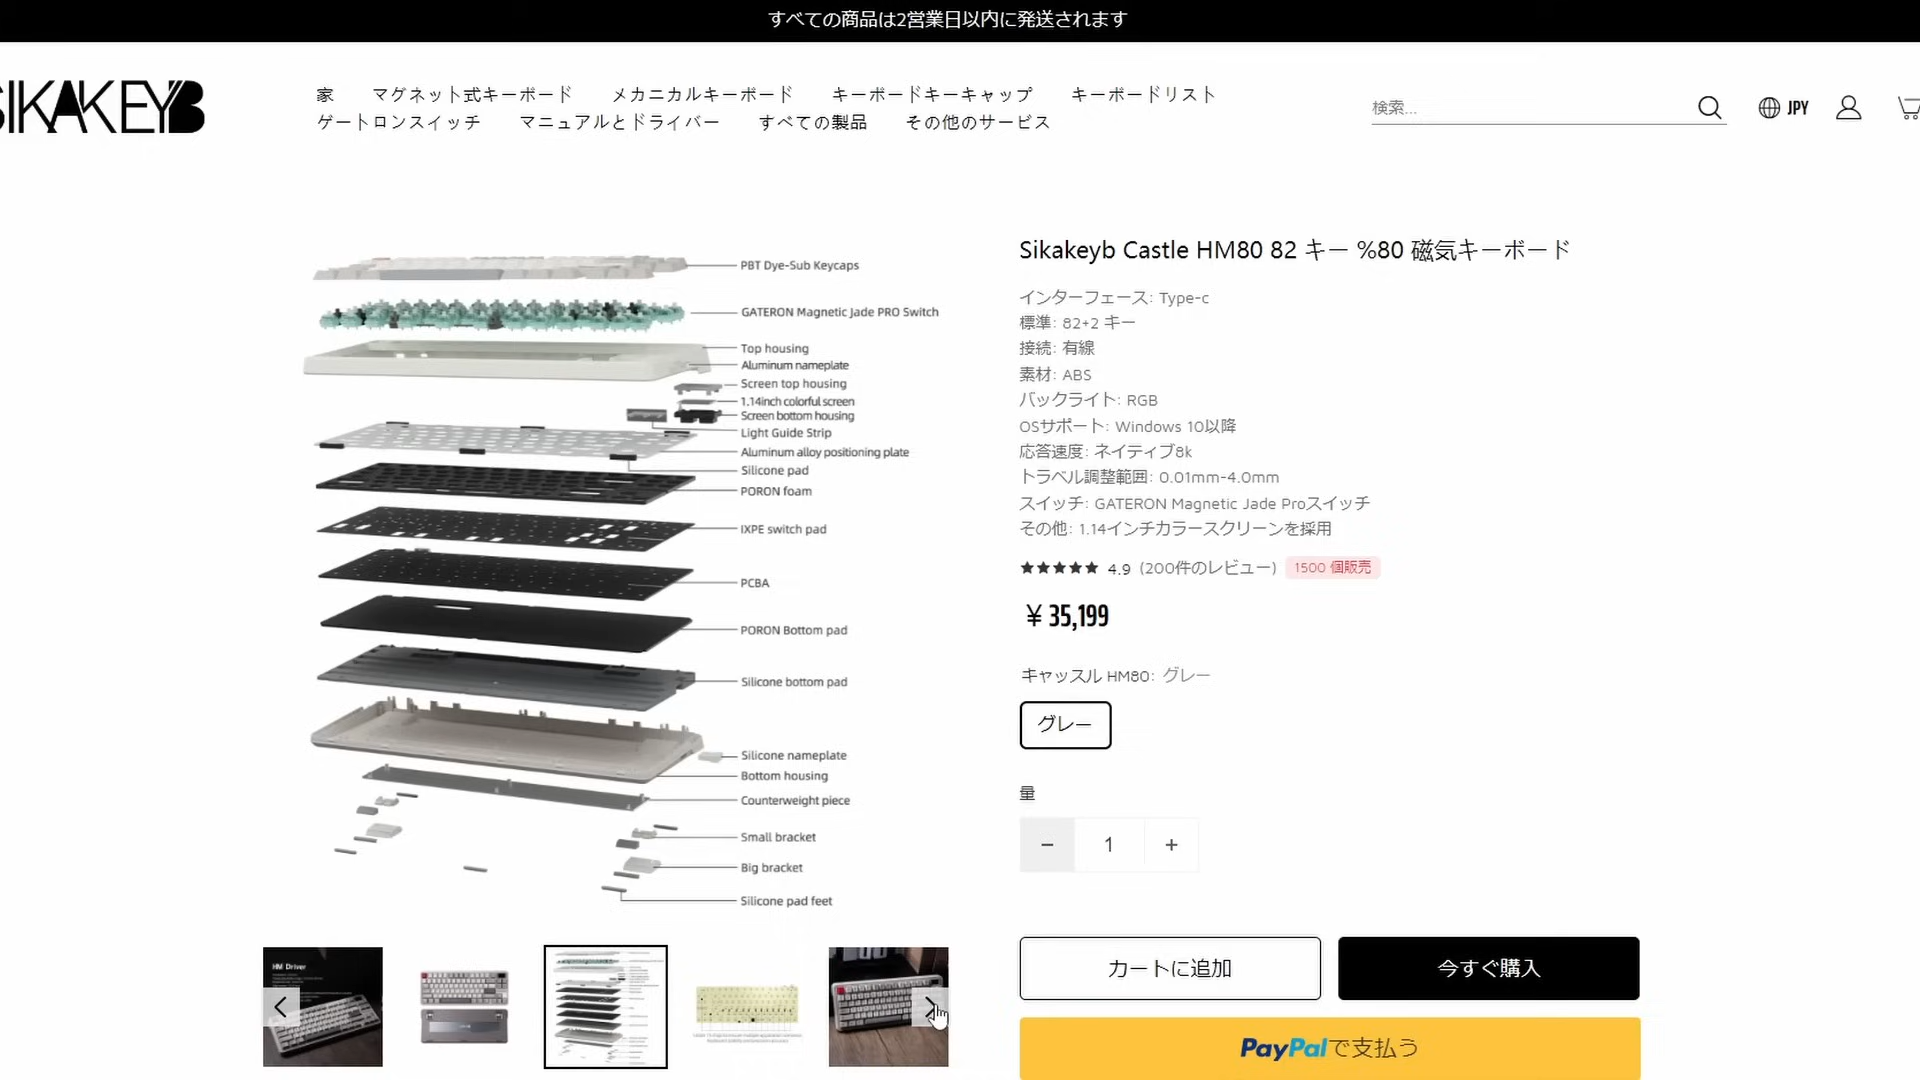 すべての商品は2営業日以内に発送されます
SIKAKEYB
家 マグネット式キーボード メカニカルキーボード キーボードキーキャップ キーボードリスト
ゲートロンスイッチ マニュアルとドライバー すべての製品 その他のサービス
検索...
JPY
PBT Dye-Sub Keycaps
GATERON Magnetic Jade PRO Switch
Top housing
Aluminum nameplate
Screen top housing
1.14inch colorful screen
Screen bottom housing
Light Guide Strip
Aluminum alloy positioning plate
Silicone pad
PORON foam
IXPE switch pad
PCBA
PORON Bottom pad
Silicone bottom pad
Silicone nameplate
Bottom housing
Counterweight piece
Small bracket
Big bracket
Silicone pad feet
HM Driver
Sikakeyb Castle HM80 82 キー %80 磁気キーボード
インターフェース: Type-c
標準: 82+2 キー
接続: 有線
素材: ABS
バックライト: RGB
OSサポート: Windows 10以降
応答速度: ネイティブ8k
トラベル調整範囲: 0.01mm-4.0mm
スイッチ: GATERON Magnetic Jade Proスイッチ
その他: 1.14インチカラースクリーンを採用
★★★★★ 4.9 (200件のレビュー) 1500 個販売
¥ 35,199
キャッスル HM80: グレー
グレー
量
− 1 +
カートに追加
今すぐ購入
PayPalで支払う